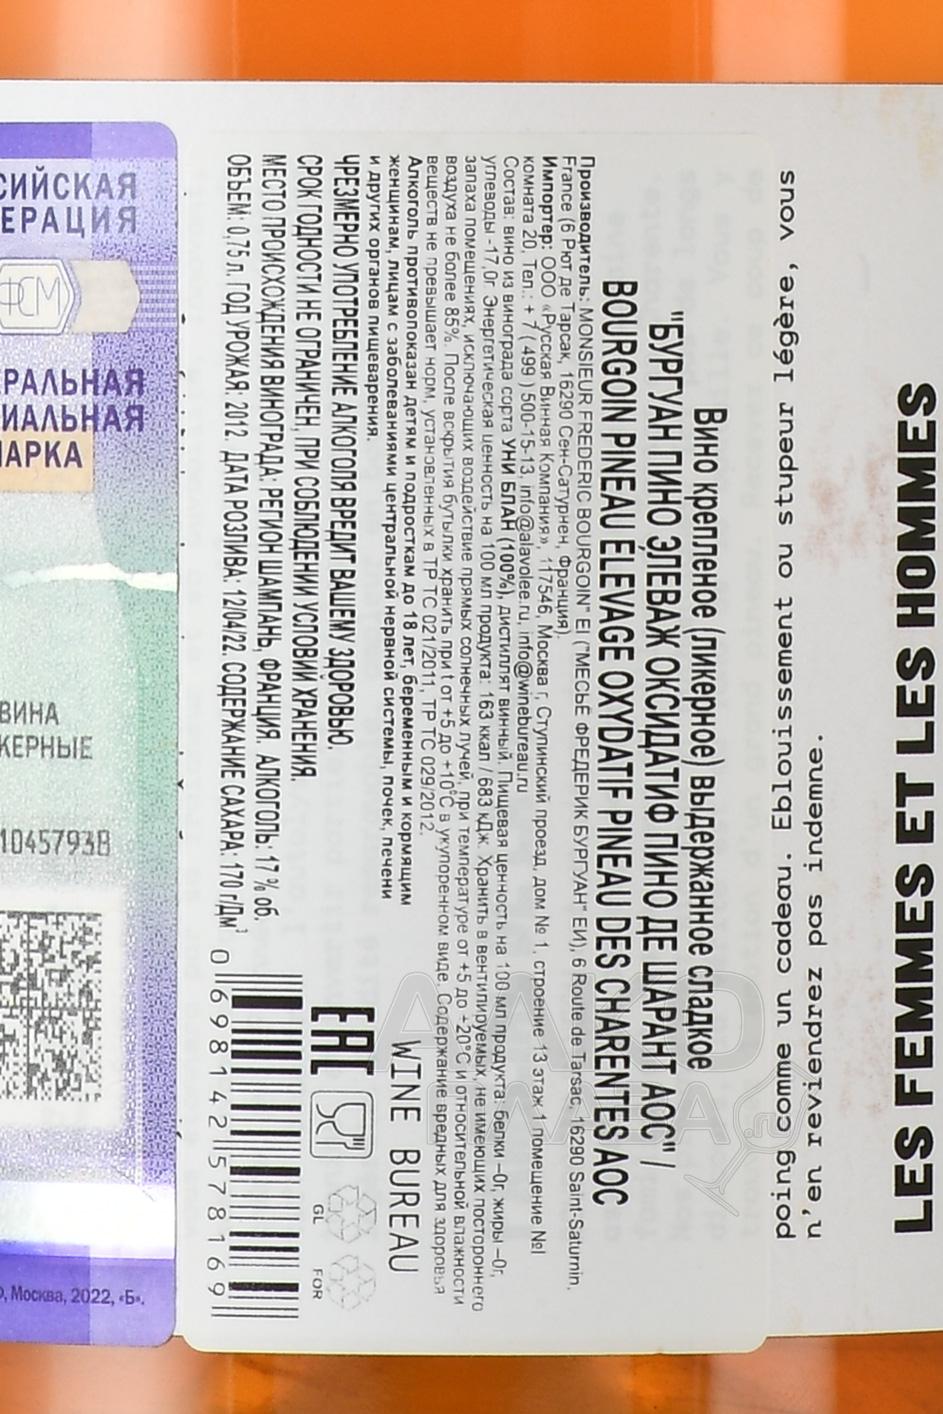 LES FEMMES ET LES HOMMES
poing comme un cadeau. Eblouissement ou stupeur légère, vous
n'en reviendrez pas indemne.
Вино крепленое (ликерное) выдержанное сладкое
"БУРГУАН ПИНО ЭЛЕВАЖ ОКСИДАТИФ ПИНО ДЕ ШАРАНТ АОС" /
BOURGOIN PINEAU ÉLEVAGE OXYDATIF PINEAU DES CHARENTES AOC
Производитель: MONSIEUR FREDERIC BOURGOIN" EI ("МЕСЬЕ ФРЕДЕРИК БУРГУАН" ЕИ), 6 Route de Tarsac, 16290 Saint-Saturnin,
France (6 Рют де Тарсак, 16290 Сен-Сатурнен, Франция).
Импортер: ООО «Русская Винная Компания», 117546, Москва г, Ступинский проезд, дом № 1, строение 13 этаж 1 помещение №I
комната 20, Тел.: + 7 ( 499 ) 500-15-13, info@alavolee.ru, info@winebureau.ru
Состав: вино из винограда сорта УНИ БЛАН (100%), дистиллят винный. Пищевая ценность на 100 мл продукта: белки –0г, жиры –0г,
углеводы -17,0г. Энергетическая ценность на 100 мл продукта: 163 ккал / 683 кДж. Хранить в вентилируемых, не имеющих постороннего
запаха помещениях, исключающих воздействие прямых солнечных лучей, при температуре от +5 до +20°С и относительной влажности
воздуха не более 85%. После вскрытия бутылки хранить при t от +5 до +10°С в укупоренном виде. Содержание вредных для здоровья
веществ не превышает норм, установленных в ТР ТС 021/2011, ТР ТС 029/2012.
Алкоголь противопоказан детям и подросткам до 18 лет, беременным и кормящим
женщинам, лицам с заболеваниями центральной нервной системы, почек, печени
и других органов пищеварения.
ЧРЕЗМЕРНО УПОТРЕБЛЕНИЕ АЛКОГОЛЯ ВРЕДИТ ВАШЕМУ ЗДОРОВЬЮ.
СРОК ГОДНОСТИ НЕ ОГРАНИЧЕН, ПРИ СОБЛЮДЕНИИ УСЛОВИЙ ХРАНЕНИЯ.
МЕСТО ПРОИСХОЖДЕНИЯ ВИНОГРАДА: РЕГИОН ШАМПАНЬ, ФРАНЦИЯ. АЛКОГОЛЬ: 17 % об.
ОБЪЕМ: 0,75 л. ГОД УРОЖАЯ: 2012. ДАТА РОЗЛИВА: 12/04/22. СОДЕРЖАНИЕ САХАРА: 170 г/дм³
WINE BUREAU
EAC
GL
FOR
0 698142 578169
СИЙСКАЯ
ЕРАЦИЯ
ФСМ
ЕРАЛЬНАЯ
ИАЛЬНАЯ
АРКА
ВИНА
КЕРНЫЕ
1045793В
, Москва, 2022, «Б».